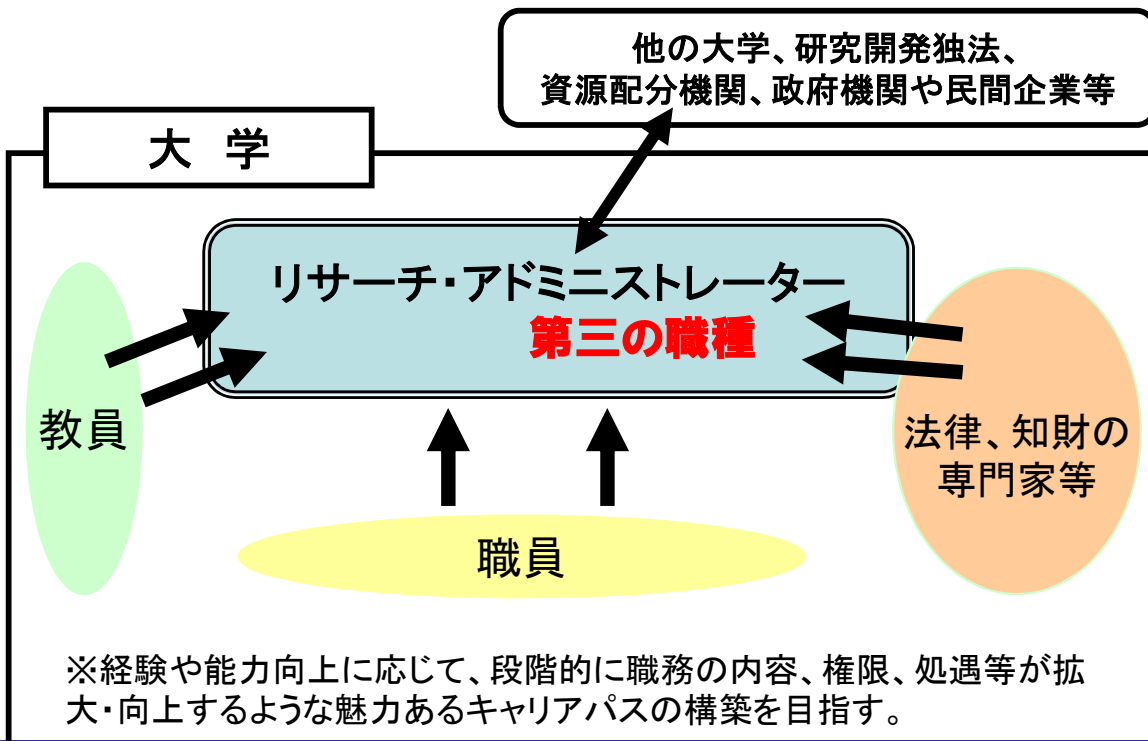 他の大学、研究開発独法、
資源配分機関、政府機関や民間企業等
大 学
リサーチ・アドミニストレーター
第三の職種
教員
法律、知財の
専門家等
職員
※経験や能力向上に応じて、段階的に職務の内容、権限、処遇等が拡
大・向上するような魅力あるキャリアパスの構築を目指す。